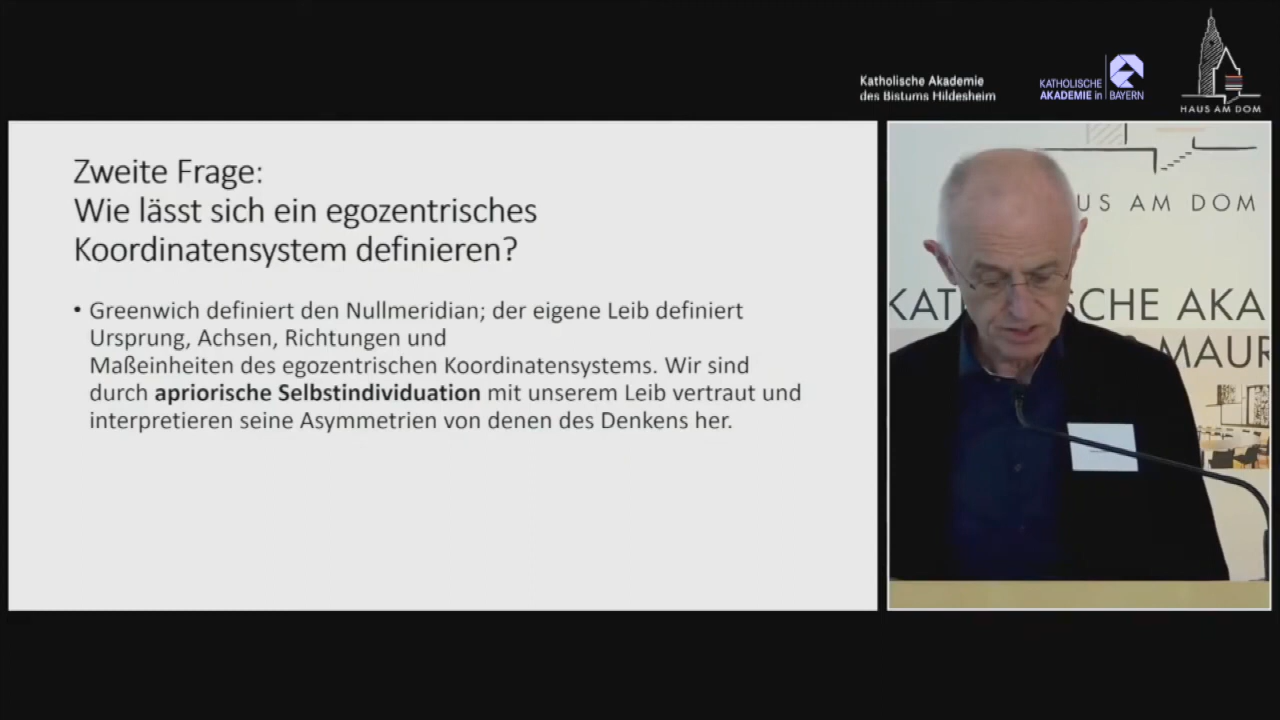 Katholische Akademie
des Bistums Hildesheim
KATHOLISCHE
AKADEMIE in BAYERN
HAUS AM DOM
Zweite Frage:
Wie lässt sich ein egozentrisches
Koordinatensystem definieren?
• Greenwich definiert den Nullmeridian; der eigene Leib definiert
Ursprung, Achsen, Richtungen und
Maßeinheiten des egozentrischen Koordinatensystems. Wir sind
durch apriorische Selbstindividuation mit unserem Leib vertraut und
interpretieren seine Asymmetrien von denen des Denkens her.
US AM DOM
KAT SCHE AKA
MAUR